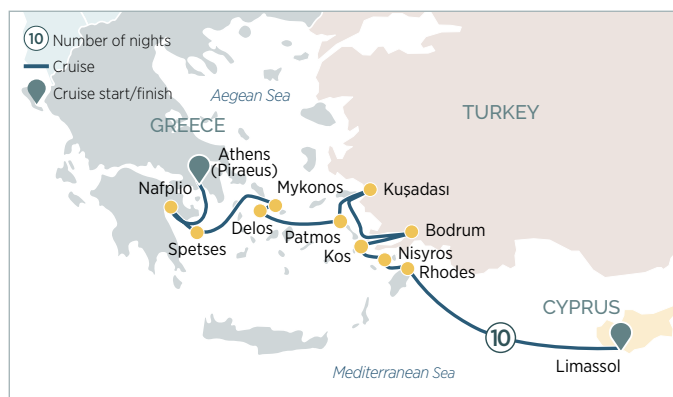 10 Number of nights
Cruise
Cruise start/finish
Aegean Sea
GREECE
TURKEY
Athens
(Piraeus)
Nafplio
Mykonos
Kuşadası
Delos
Spetses
Patmos
Bodrum
Kos
Nisyros
Rhodes
CYPRUS
10
Limassol
Mediterranean Sea